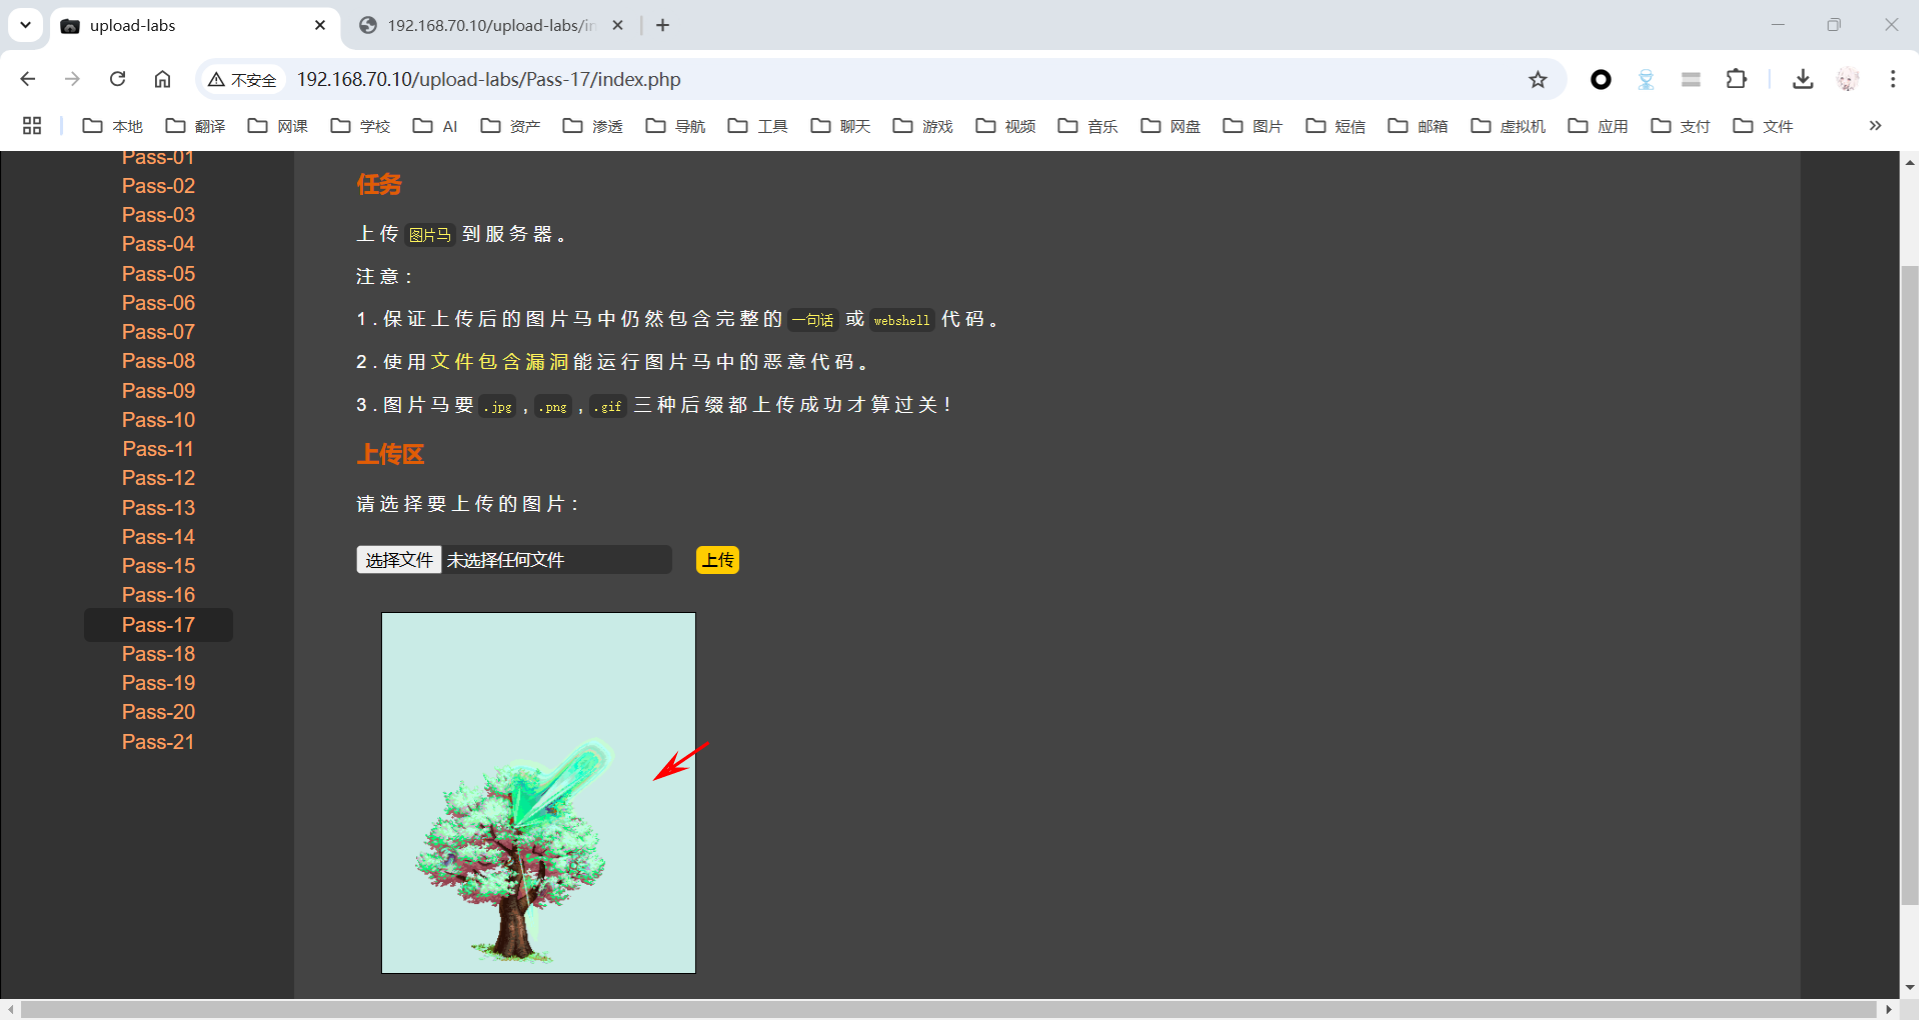 upload-labs
192.168.70.10/upload-labs/in
不安全
192.168.70.10/upload-labs/Pass-17/index.php
本地 翻译 网课 学校 AI 资产 渗透 导航 工具 聊天 游戏 视频 音乐 网盘 图片 短信 邮箱 虚拟机 应用 支付 文件
Pass-01
Pass-02
Pass-03
Pass-04
Pass-05
Pass-06
Pass-07
Pass-08
Pass-09
Pass-10
Pass-11
Pass-12
Pass-13
Pass-14
Pass-15
Pass-16
Pass-17
Pass-18
Pass-19
Pass-20
Pass-21
任务
上传 图片马 到服务器。
注意：
1.保证上传后的图片马中仍然包含完整的 一句话 或 webshell 代码。
2.使用文件包含漏洞能运行图片马中的恶意代码。
3.图片马要 .jpg , .png , .gif 三种后缀都上传成功才算过关！
上传区
请选择要上传的图片：
选择文件 未选择任何文件 上传